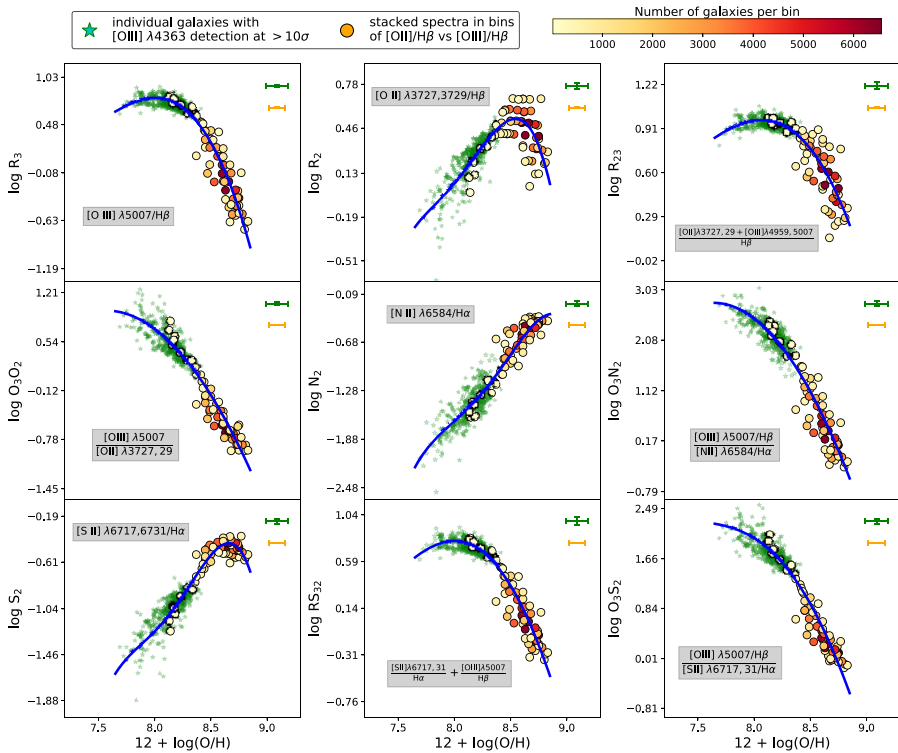 individual galaxies with
[OIII] λ4363 detection at >10σ
stacked spectra in bins
of [OII]/Hβ vs [OIII]/Hβ
Number of galaxies per bin
1000 2000 3000 4000 5000 6000
log R3
1.03
0.48
−0.08
−0.63
−1.19
[O III] λ5007/Hβ
log R2
0.78
0.46
0.13
−0.19
−0.51
[O II] λ3727,3729/Hβ
log R23
1.22
0.91
0.60
0.29
−0.02
[OII]λ3727,29 + [OIII]λ4959,5007
Hβ
log O3O2
1.21
0.54
−0.12
−0.78
−1.45
[OIII] λ5007
[OII] λ3727, 29
log N2
−0.09
−0.68
−1.28
−1.88
−2.48
[N II] λ6584/Hα
log O3N2
3.03
2.08
1.12
0.17
−0.79
[OIII] λ5007/Hβ
[NII] λ6584/Hα
log S2
−0.19
−0.61
−1.04
−1.46
−1.88
[S II] λ6717,6731/Hα
7.5 8.0 8.5 9.0
12 + log(O/H)
log RS32
1.04
0.59
0.14
−0.31
−0.76
[SII]λ6717,31 + [OIII]λ5007
Hα Hβ
7.5 8.0 8.5 9.0
12 + log(O/H)
log O3S2
2.49
1.66
0.84
0.01
−0.81
[OIII] λ5007/Hβ
[SII] λ6717, 31/Hα
7.5 8.0 8.5 9.0
12 + log(O/H)